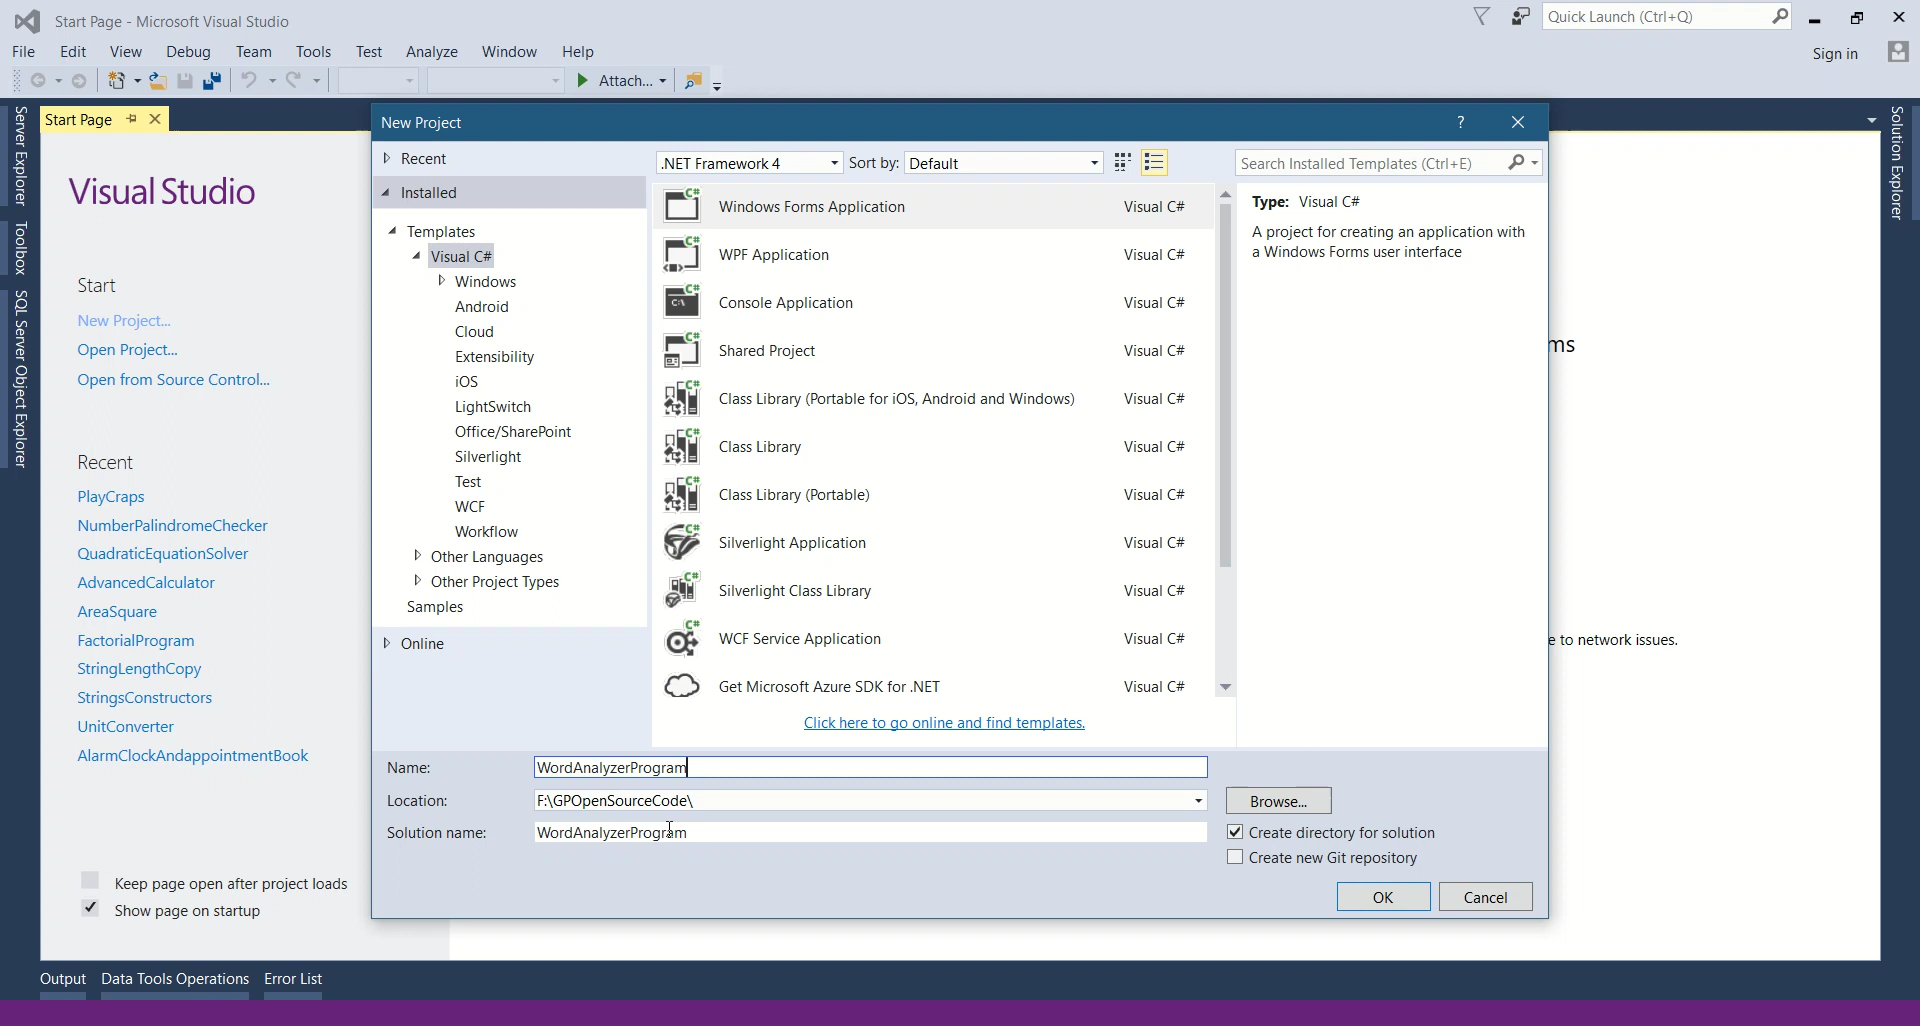 Start Page - Microsoft Visual Studio
Quick Launch (Ctrl+Q)
File Edit View Debug Team Tools Test Analyze Window Help
Sign in
Attach...
Server Explorer
Toolbox
SQL Server Object Explorer
Start Page
Solution Explorer
Visual Studio
Start
New Project...
Open Project...
Open from Source Control...
Recent
PlayCraps
NumberPalindromeChecker
QuadraticEquationSolver
AdvancedCalculator
AreaSquare
FactorialProgram
StringLengthCopy
StringsConstructors
UnitConverter
AlarmClockAndappointmentBook
Keep page open after project loads
Show page on startup
New Project
?
Recent
Installed
Templates
Visual C#
Windows
Android
Cloud
Extensibility
iOS
LightSwitch
Office/SharePoint
Silverlight
Test
WCF
Workflow
Other Languages
Other Project Types
Samples
Online
.NET Framework 4 Sort by: Default
Search Installed Templates (Ctrl+E)
Windows Forms Application Visual C#
WPF Application Visual C#
Console Application Visual C#
Shared Project Visual C#
Class Library (Portable for iOS, Android and Windows) Visual C#
Class Library Visual C#
Class Library (Portable) Visual C#
Silverlight Application Visual C#
Silverlight Class Library Visual C#
WCF Service Application Visual C#
Get Microsoft Azure SDK for .NET Visual C#
Click here to go online and find templates.
Type: Visual C#
A project for creating an application with
a Windows Forms user interface
Name: WordAnalyzerProgram
Location: F:\GPOpenSourceCode\
Browse...
Solution name: WordAnalyzerProgram
Create directory for solution
Create new Git repository
OK Cancel
ms
e to network issues.
Output Data Tools Operations Error List